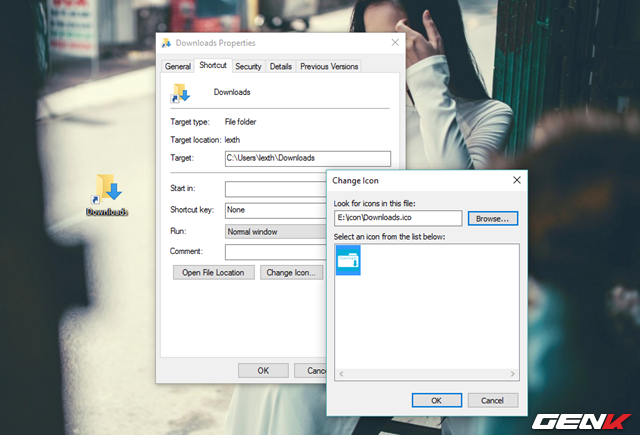 Downloads Properties
General Shortcut Security Details Previous Versions
Downloads
Target type: File folder
Target location: lexth
Target: C:\Users\lexth\Downloads
Start in:
Shortcut key: None
Run: Normal window
Comment:
Open File Location Change Icon...
OK
Downloads
Change Icon
Look for icons in this file:
E:\icon\Downloads.ico Browse...
Select an icon from the list below:
OK Cancel
GENK